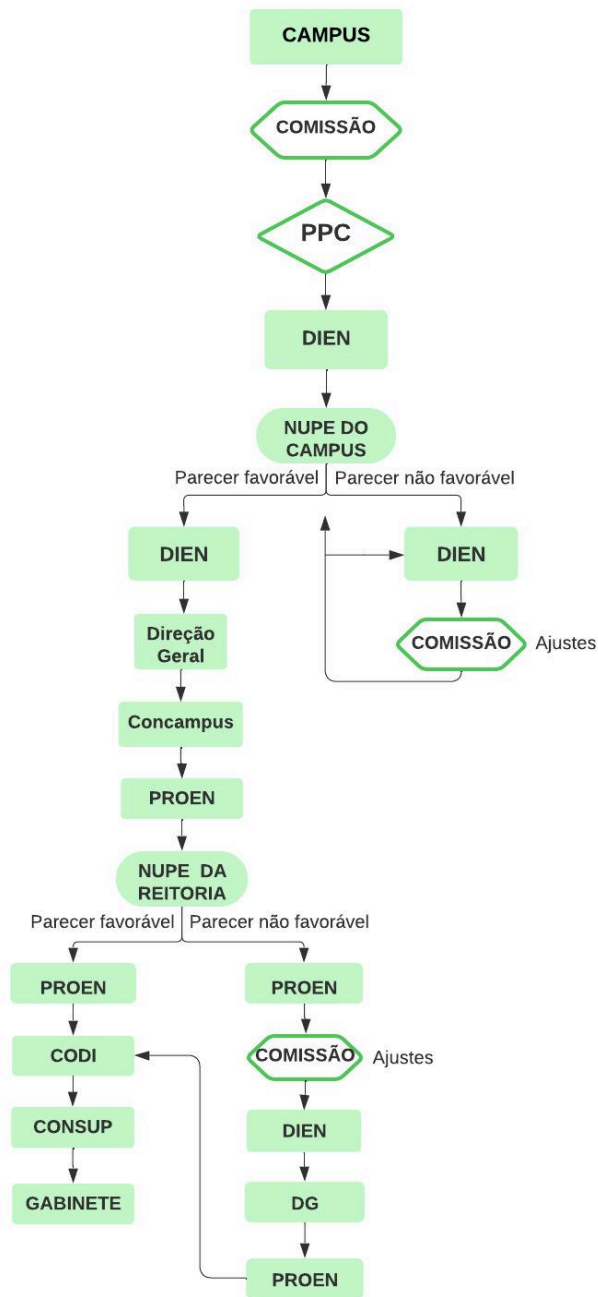 CAMPUS
COMISSÃO
PPC
DIEN
NUPE DO
CAMPUS
Parecer favorável
Parecer não favorável
DIEN
DIEN
Direção
Geral
COMISSÃO
Ajustes
Concampus
PROEN
NUPE DA
REITORIA
Parecer favorável
Parecer não favorável
PROEN
PROEN
CODI
COMISSÃO
Ajustes
CONSUP
DIEN
GABINETE
DG
PROEN